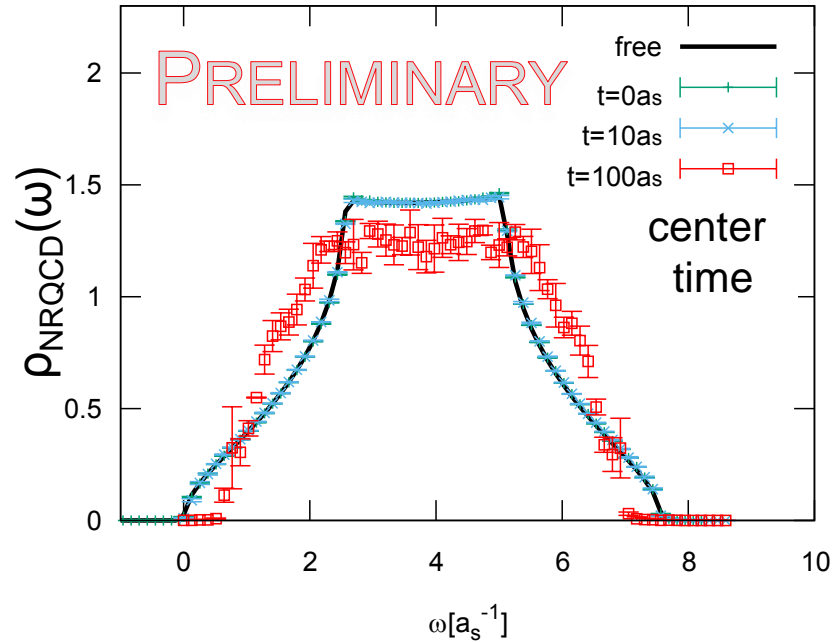 PRELIMINARY
free
t=0as
t=10as
t=100as
center
time
ρNRQCD(ω)
2
1.5
1
0.5
0
0 2 4 6 8 10
ω[as-1]